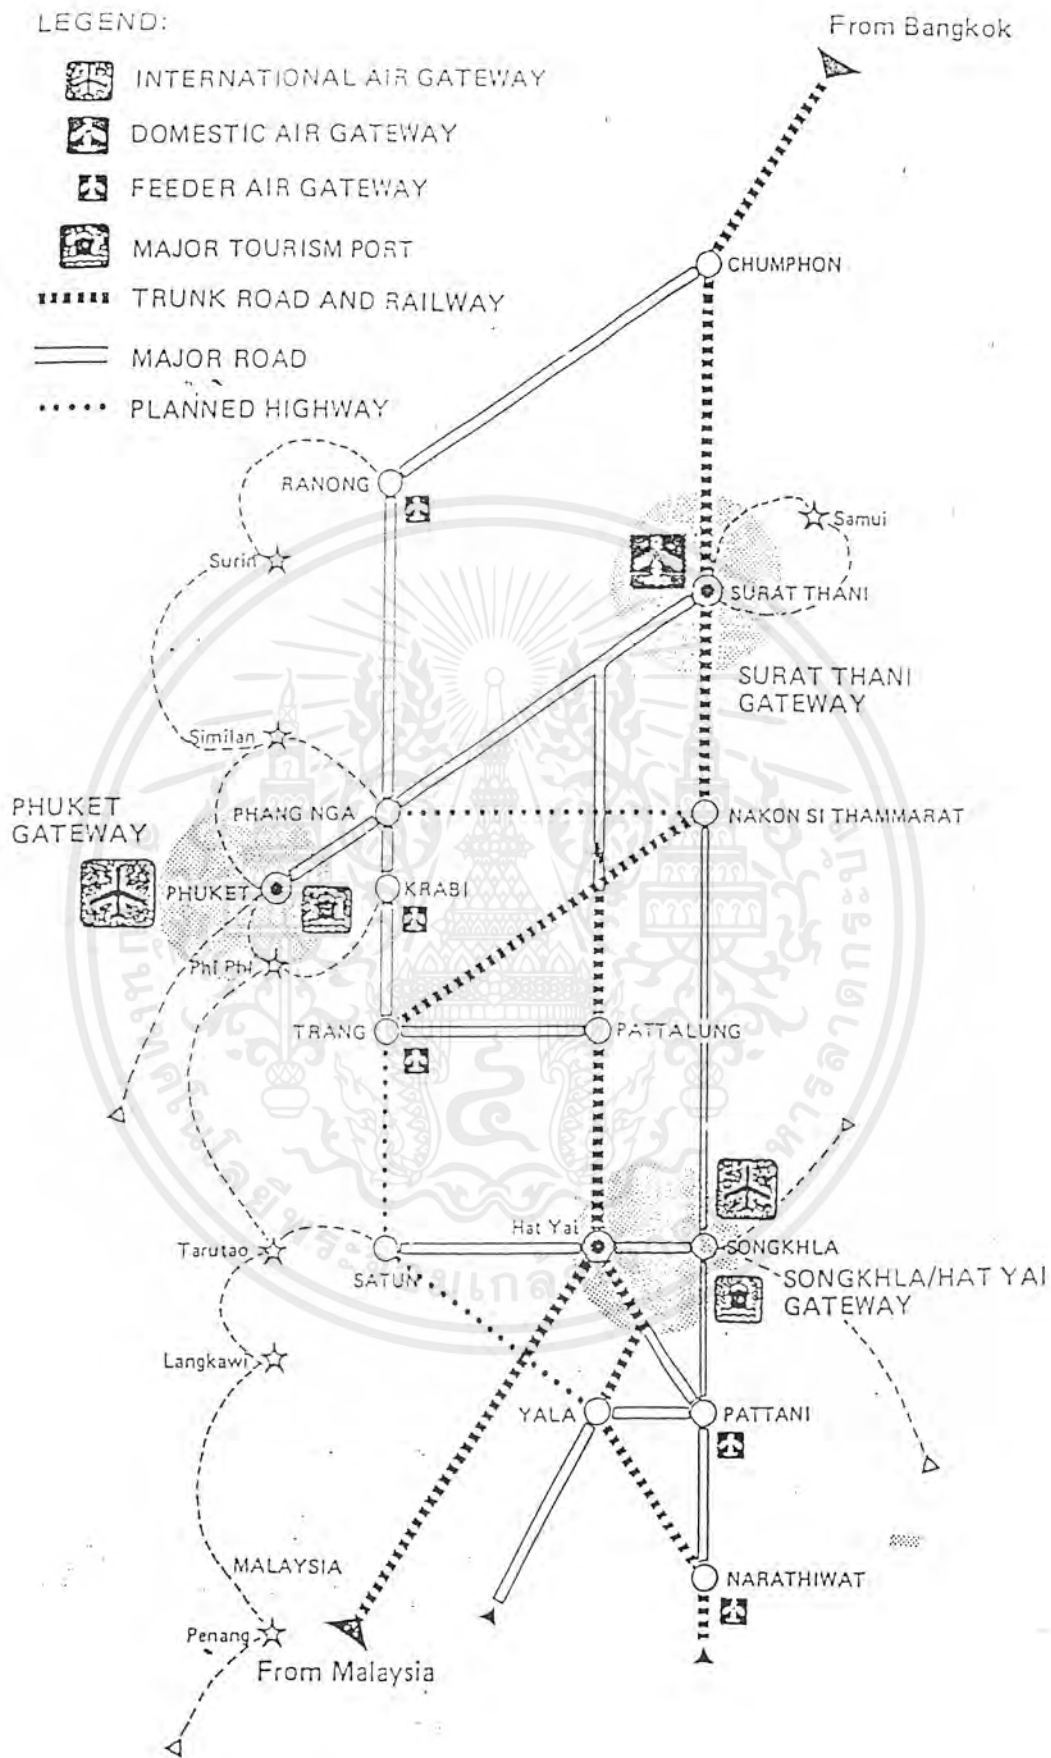 LEGEND:
From Bangkok
INTERNATIONAL AIR GATEWAY
DOMESTIC AIR GATEWAY
FEEDER AIR GATEWAY
MAJOR TOURISM PORT
TRUNK ROAD AND RAILWAY
MAJOR ROAD
PLANNED HIGHWAY
CHUMPHON
RANONG
Samui
Surin
SURAT THANI
SURAT THANI
GATEWAY
Similan
PHUKET
GATEWAY
PHANG NGA
NAKON SI THAMMARAT
PHUKET
KRABI
Phi Phi
TRANG
PATTALUNG
Hat Yai
Tarutao
SATUN
SONGKHLA
SONGKHLA/HAT YAI
GATEWAY
Langkawi
YALA
PATTANI
MALAYSIA
NARATHIWAT
Penang
From Malaysia